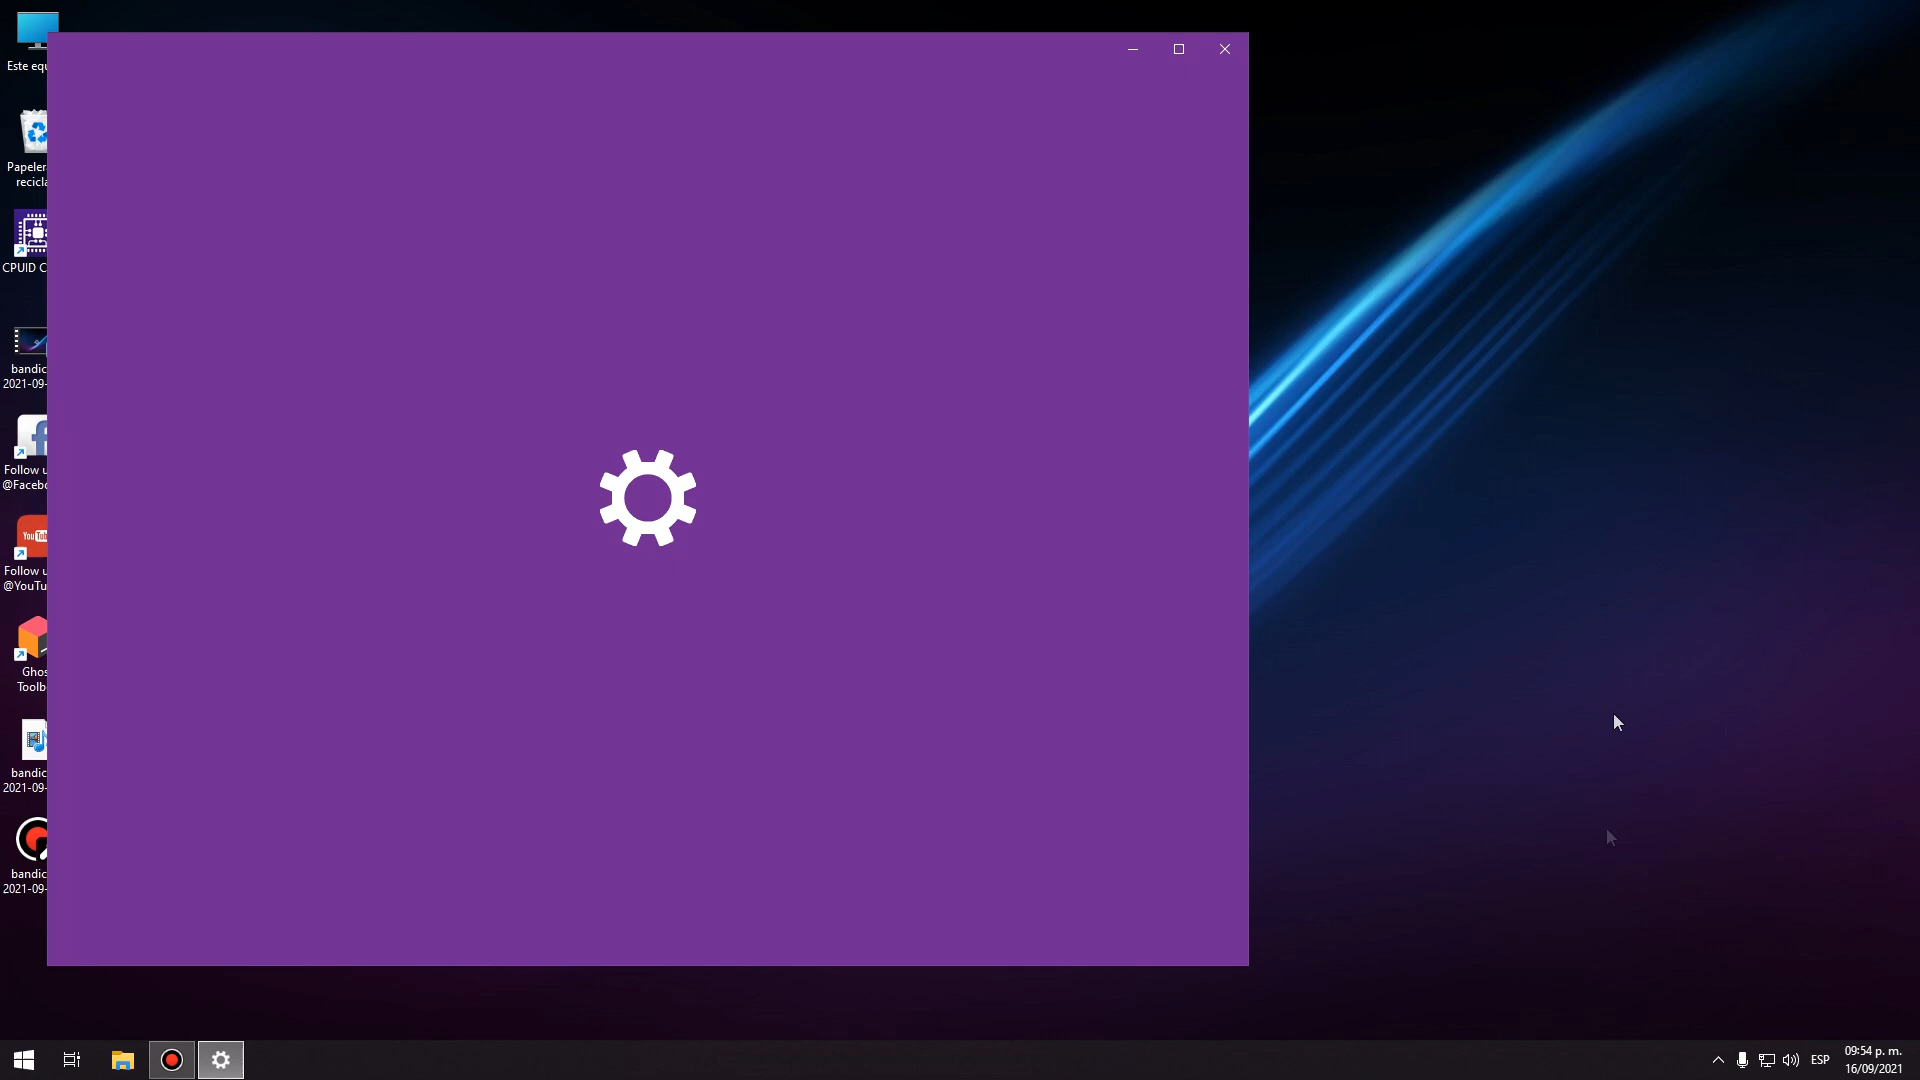 Este equ
Papeler
recicla
CPUID C
bandic
2021-09-
Follow u
@Facebo
You
Follow u
@YouTu
Ghos
Toolb
bandic
2021-09-
bandic
2021-09-
ESP
09:54 p. m.
16/09/2021